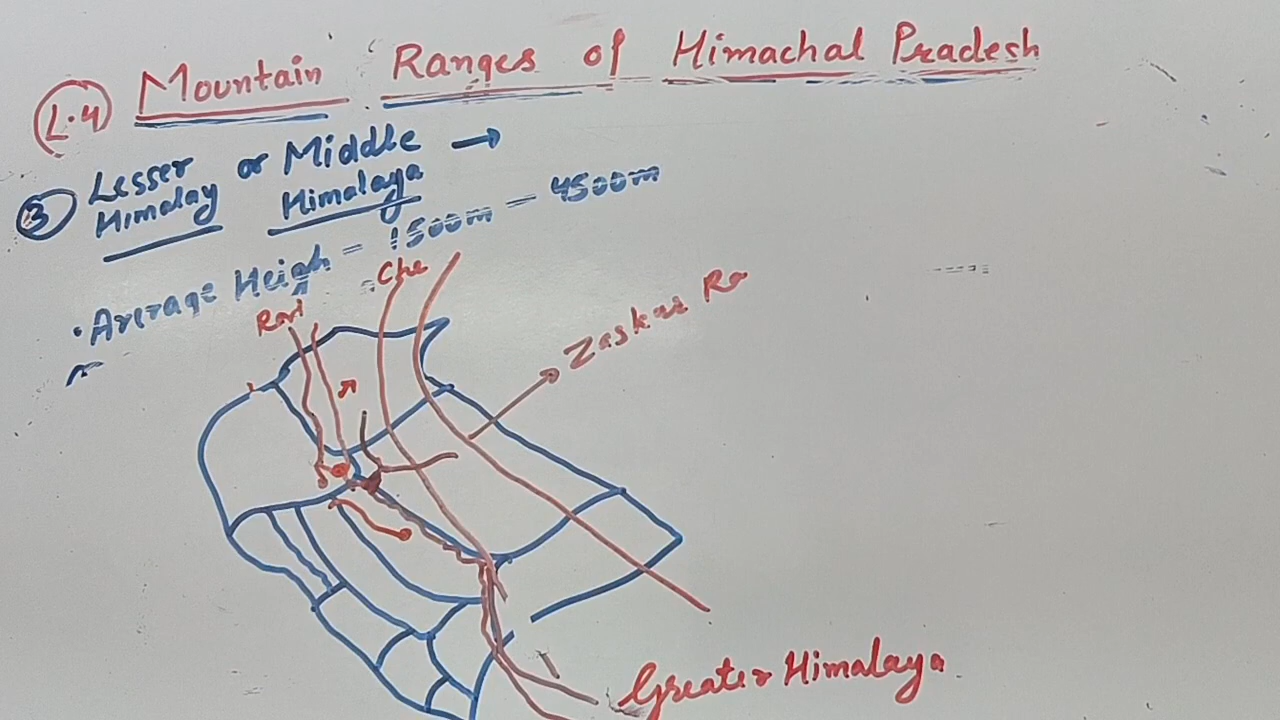 L.4 Mountain Ranges of Himachal Pradesh
③ Lesser Himalay or Middle Himalaya →
• Average Heigh = 1500m - 4500m
Che
Ravi
Zaskar Ra
Greater Himalaya